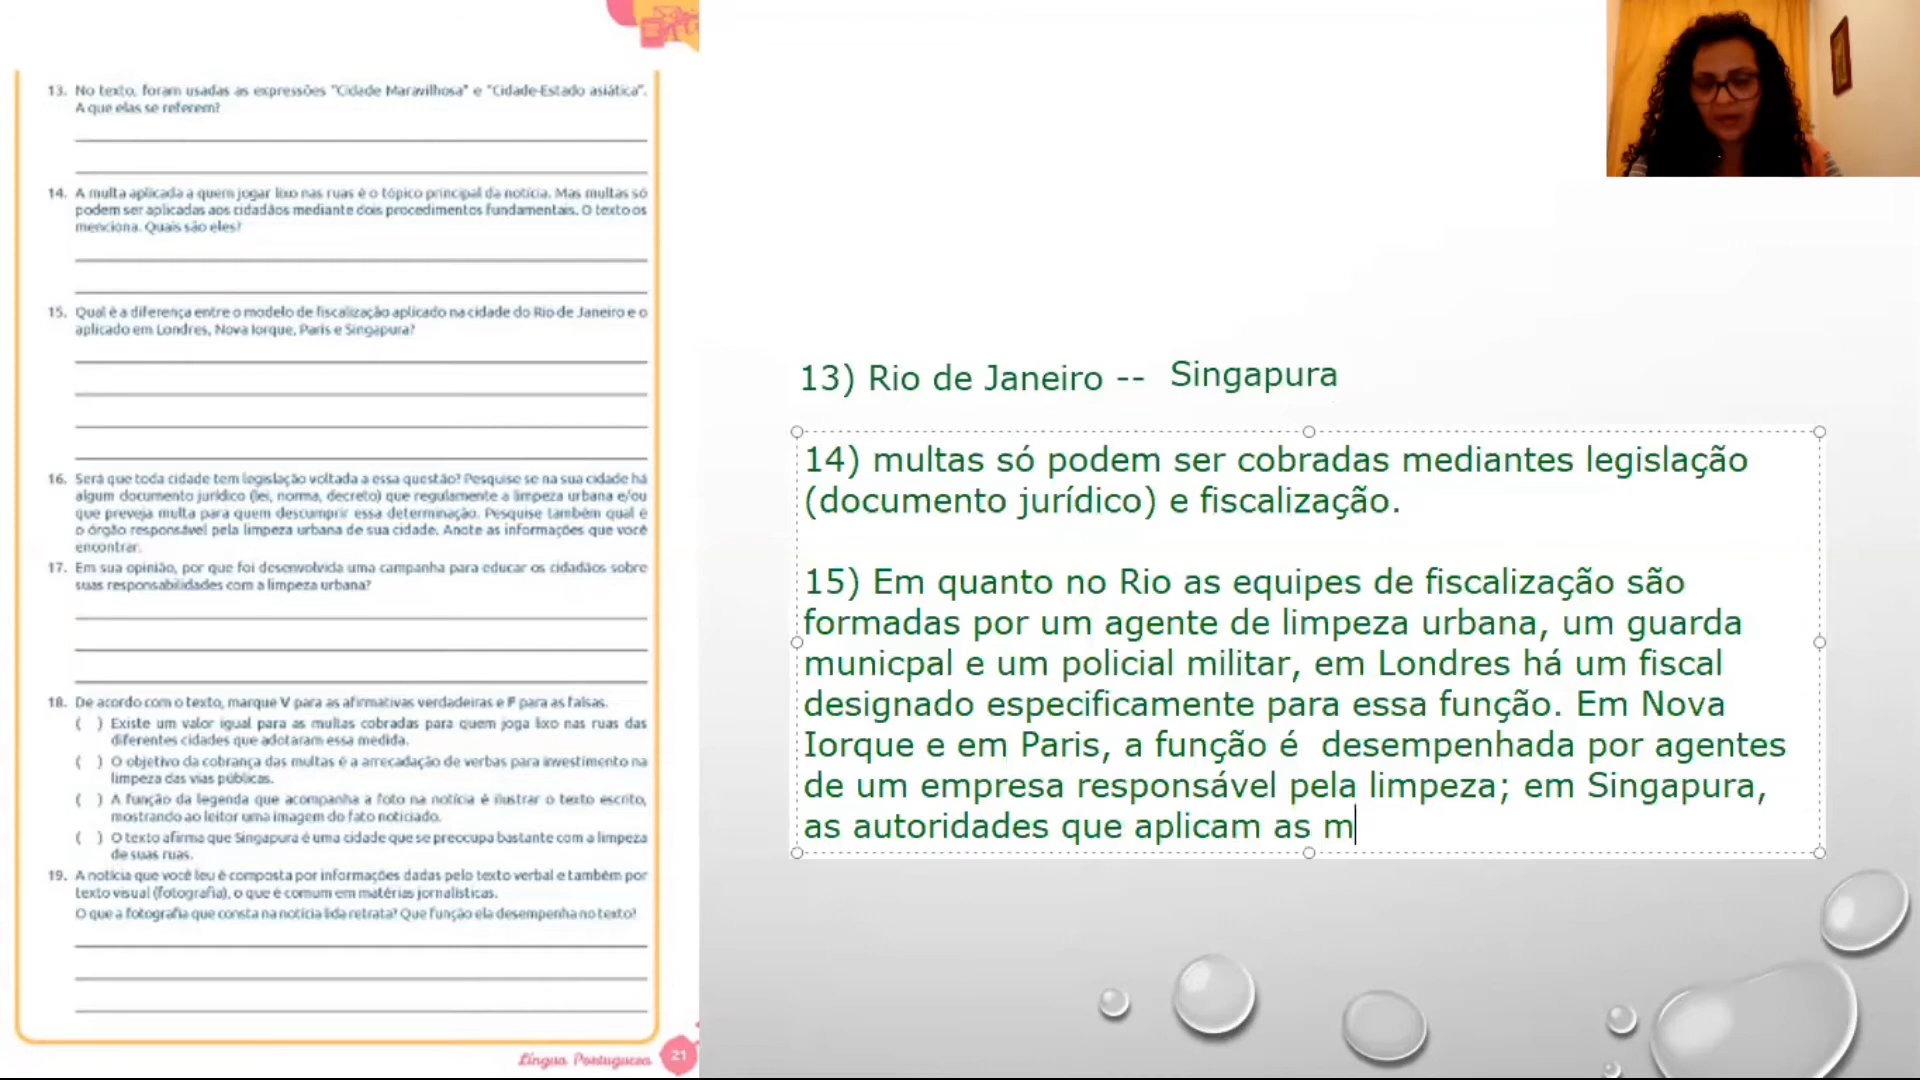 13. No texto, foram usadas as expressões "Cidade Maravilhosa" e "Cidade-Estado asiática".
A que elas se referem?
14. A multa aplicada a quem jogar lixo nas ruas é o tópico principal da notícia. Mas multas só
podem ser aplicadas aos cidadãos mediante dois procedimentos fundamentais. O texto os
menciona. Quais são eles?
15. Qual é a diferença entre o modelo de fiscalização aplicado na cidade do Rio de Janeiro e o
aplicado em Londres, Nova Iorque, Paris e Singapura?
16. Será que toda cidade tem legislação voltada a essa questão? Pesquise se na sua cidade há
algum documento jurídico (lei, norma, decreto) que regulamente a limpeza urbana e/ou
que preveja multa para quem descumprir essa determinação. Pesquise também qual é
o órgão responsável pela limpeza urbana de sua cidade. Anote as informações que você
encontrar.
17. Em sua opinião, por que foi desenvolvida uma campanha para educar os cidadãos sobre
suas responsabilidades com a limpeza urbana?
18. De acordo com o texto, marque V para as afirmativas verdadeiras e F para as falsas.
( ) Existe um valor igual para as multas cobradas para quem joga lixo nas ruas das
diferentes cidades que adotaram essa medida.
( ) O objetivo da cobrança das multas é a arrecadação de verbas para investimento na
limpeza das vias públicas.
( ) A função da legenda que acompanha a foto na notícia é ilustrar o texto escrito,
mostrando ao leitor uma imagem do fato noticiado.
( ) O texto afirma que Singapura é uma cidade que se preocupa bastante com a limpeza
de suas ruas.
19. A notícia que você leu é composta por informações dadas pelo texto verbal e também por
texto visual (fotografia), o que é comum em matérias jornalísticas.
O que a fotografia que consta na notícia lida retrata? Que função ela desempenha no texto?
Língua Portuguesa 21
13) Rio de Janeiro -- Singapura
14) multas só podem ser cobradas mediantes legislação
(documento jurídico) e fiscalização.
15) Em quanto no Rio as equipes de fiscalização são
formadas por um agente de limpeza urbana, um guarda
municpal e um policial militar, em Londres há um fiscal
designado especificamente para essa função. Em Nova
Iorque e em Paris, a função é desempenhada por agentes
de um empresa responsável pela limpeza; em Singapura,
as autoridades que aplicam as m